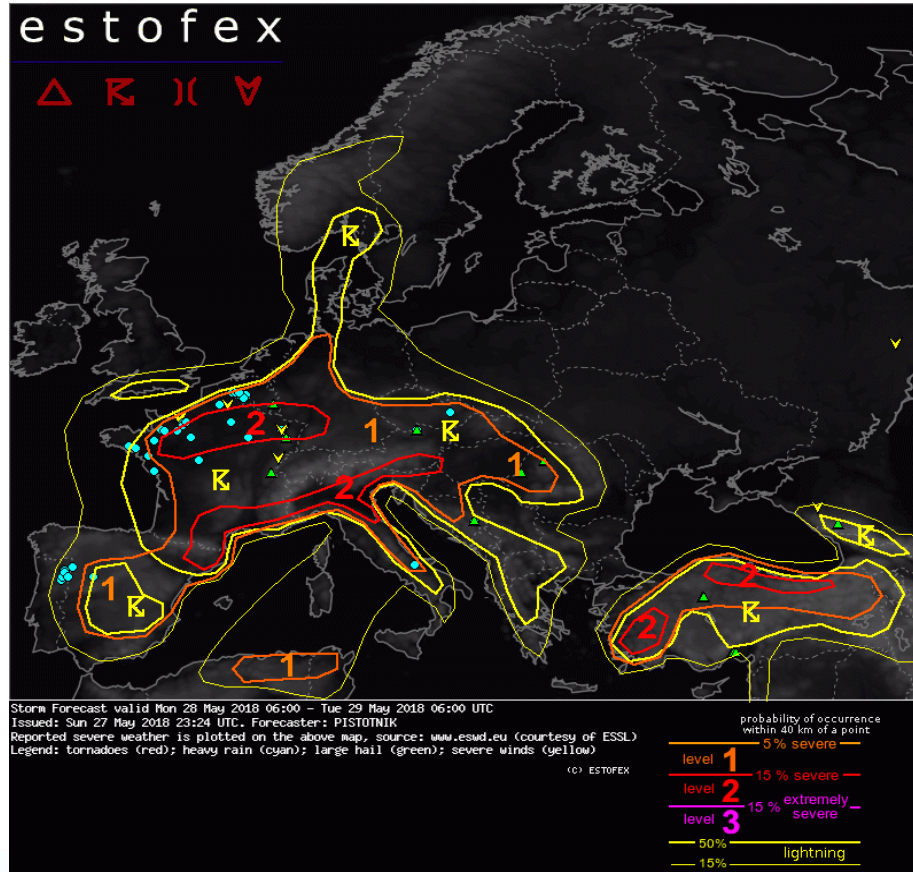 estofex
1
2
2
1
1
1
2
2
Storm Forecast valid Mon 28 May 2018 06:00 - Tue 29 May 2018 06:00 UTC
Issued: Sun 27 May 2018 23:24 UTC. Forecaster: PISTOTNIK
Reported severe weather is plotted on the above map, source: www.eswd.eu (courtesy of ESSL)
Legend: tornadoes (red); heavy rain (cyan); large hail (green); severe winds (yellow)
(C) ESTOFEX
probability of occurrence
within 40 km of a point
5% severe
level 1
15 % severe
level 2
15 % extremely severe
level 3
50% lightning
15%